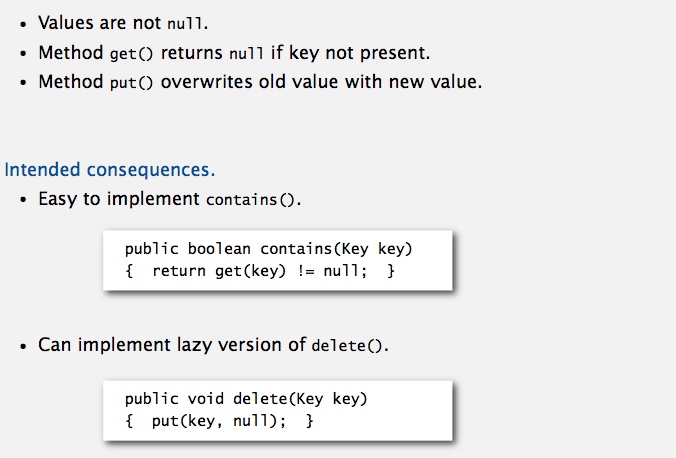 • Values are not null.
• Method get() returns null if key not present.
• Method put() overwrites old value with new value.
Intended consequences.
• Easy to implement contains().
public boolean contains(Key key)
{  return get(key) != null;  }
• Can implement lazy version of delete().
public void delete(Key key)
{  put(key, null);  }